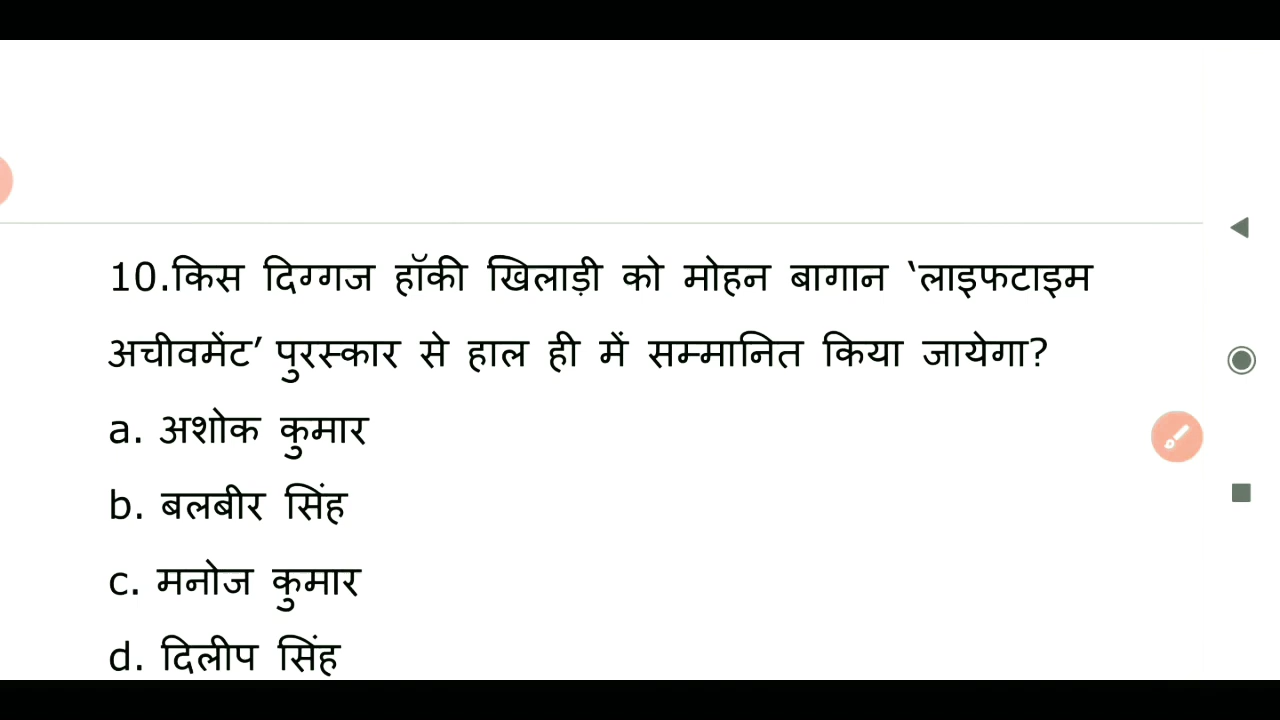 10.किस दिग्गज हॉकी खिलाड़ी को मोहन बागान ‘लाइफटाइम
अचीवमेंट’ पुरस्कार से हाल ही में सम्मानित किया जायेगा?
a. अशोक कुमार
b. बलबीर सिंह
c. मनोज कुमार
d. दिलीप सिंह